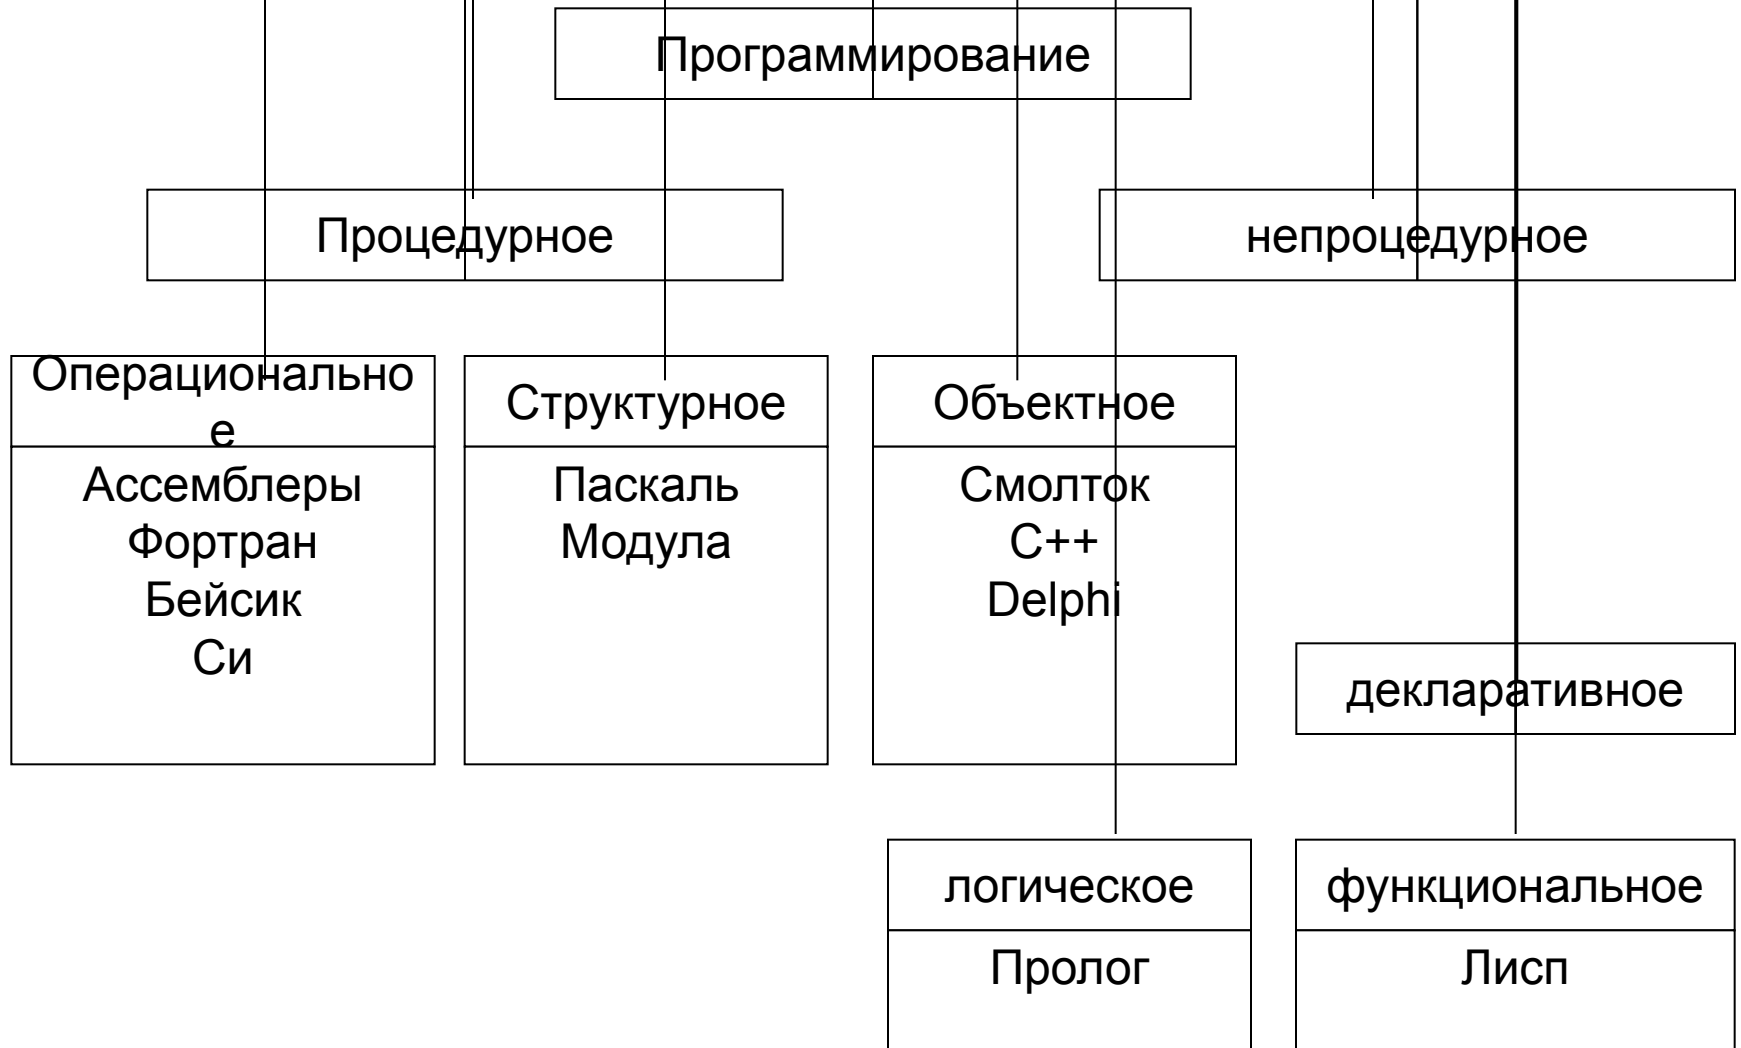 Программирование
Процедурное
непроцедурное
Операционально
е
Ассемблеры
Фортран
Бейсик
Си
Структурное
Паскаль
Модула
Объектное
Смолток
С++
Delphi
декларативное
логическое
Пролог
функциональное
Лисп